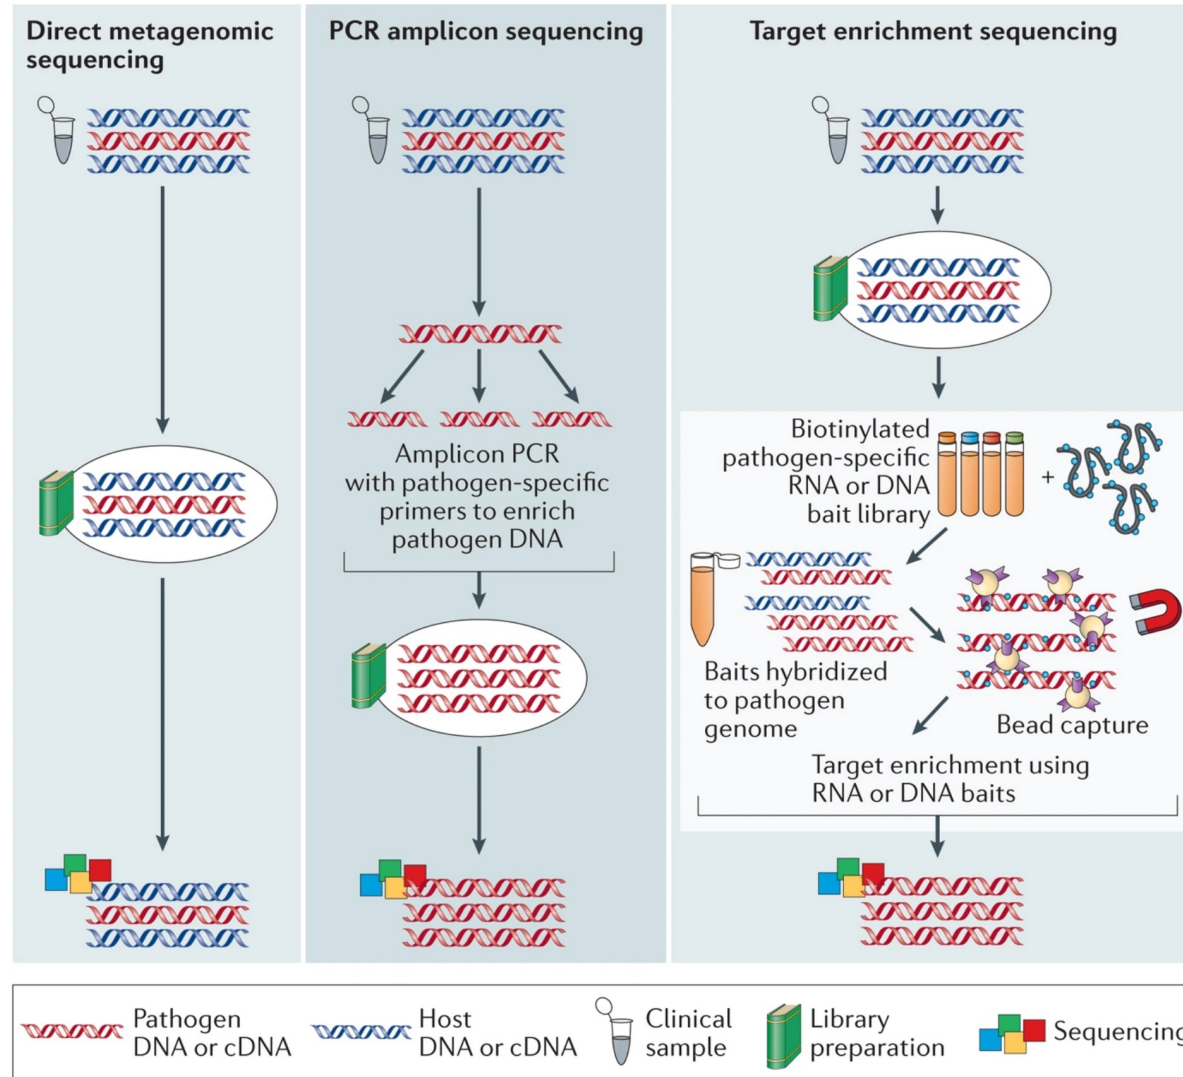 Direct metagenomic
sequencing
PCR amplicon sequencing
Target enrichment sequencing
Amplicon PCR
with pathogen-specific
primers to enrich
pathogen DNA
Biotinylated
pathogen-specific
RNA or DNA
bait library
+
Baits hybridized
to pathogen
genome
Bead capture
Target enrichment using
RNA or DNA baits
Pathogen
DNA or cDNA
Host
DNA or cDNA
Clinical
sample
Library
preparation
Sequencing